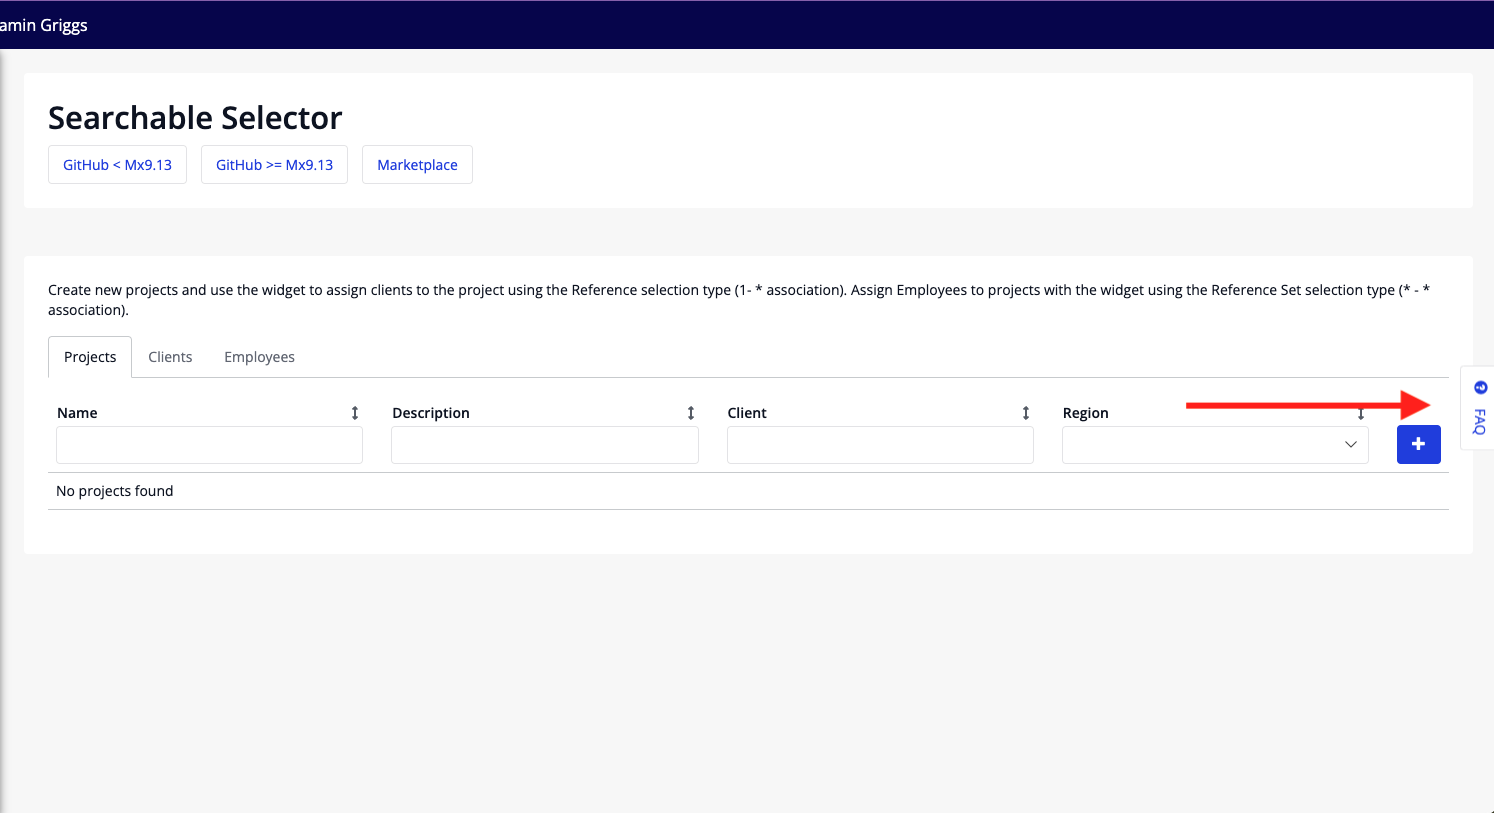 amin Griggs
Searchable Selector
GitHub < Mx9.13
GitHub >= Mx9.13
Marketplace
Create new projects and use the widget to assign clients to the project using the Reference selection type (1- * association). Assign Employees to projects with the widget using the Reference Set selection type (* - *
association).
Projects
Clients
Employees
Name
Description
Client
Region
FAQ
No projects found